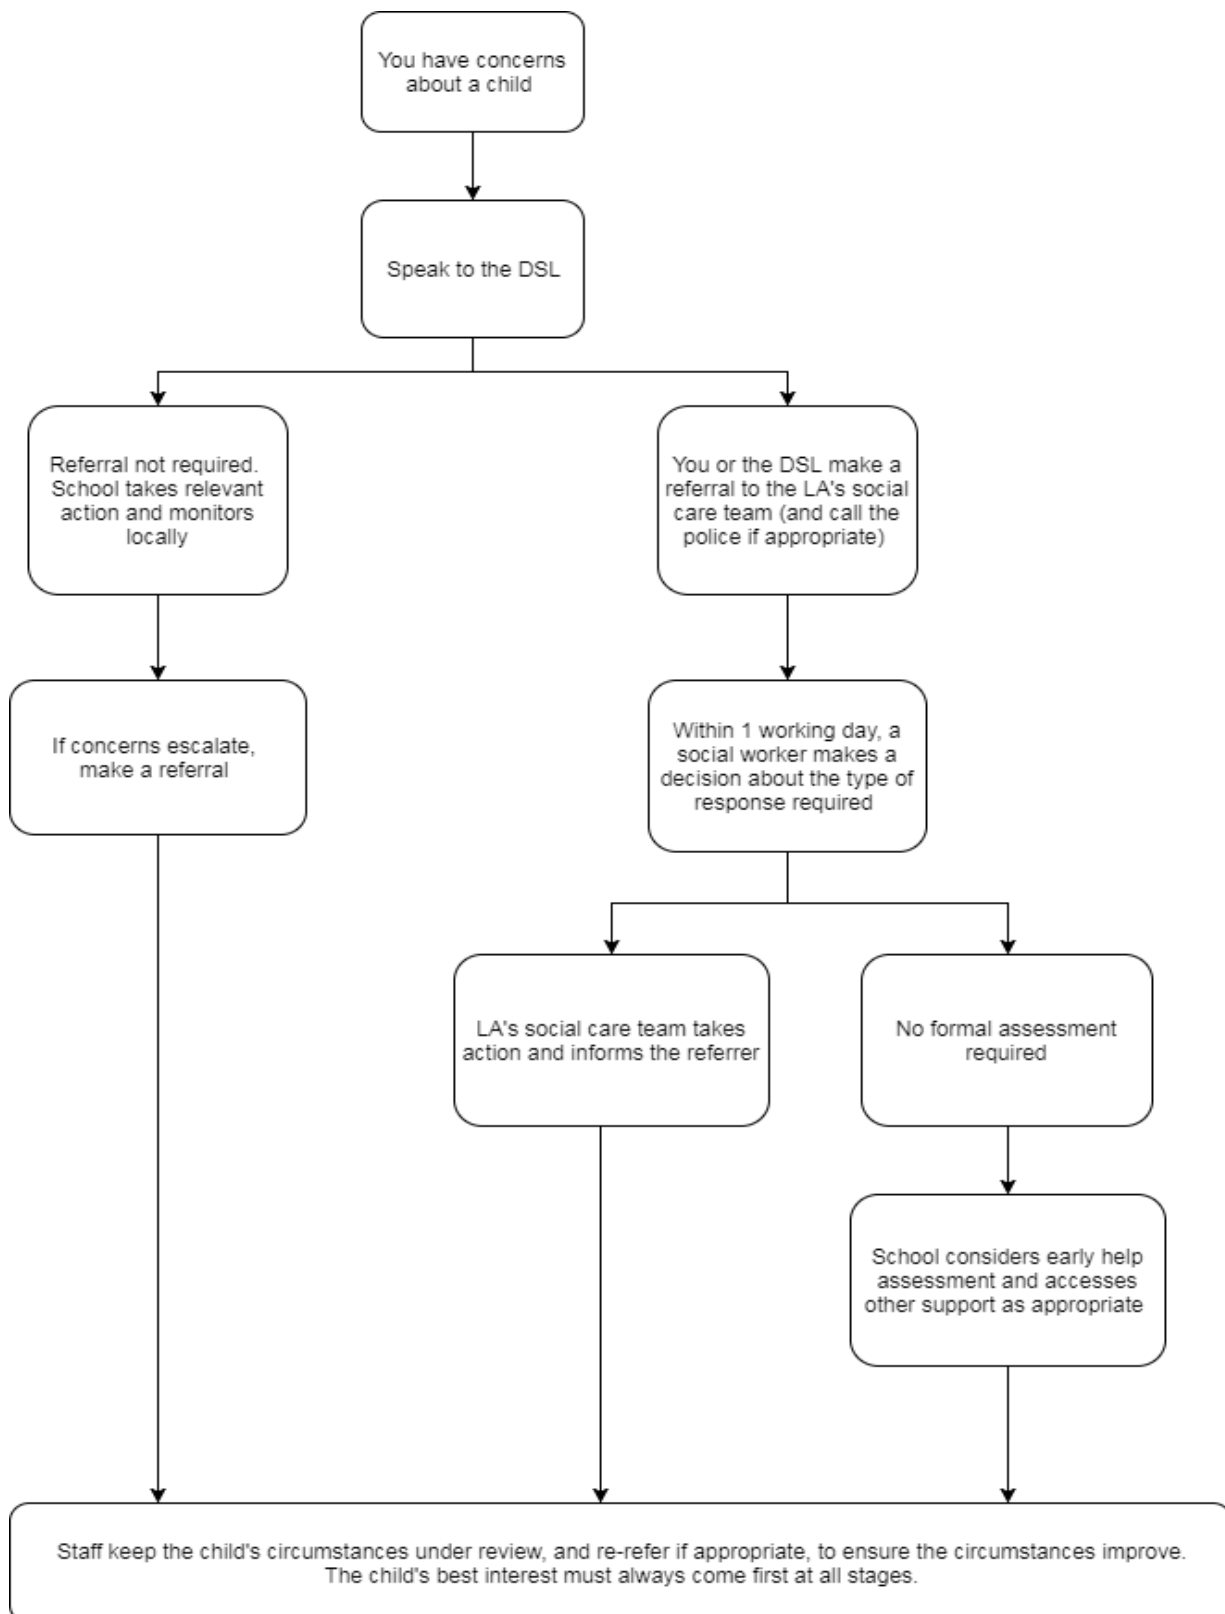 You have concerns
about a child
Speak to the DSL
Referral not required.
School takes relevant
action and monitors
locally
You or the DSL make a
referral to the LA's social
care team (and call the
police if appropriate)
If concerns escalate,
make a referral
Within 1 working day, a
social worker makes a
decision about the type of
response required
LA's social care team takes
action and informs the referrer
No formal assessment
required
School considers early help
assessment and accesses
other support as appropriate
Staff keep the child's circumstances under review, and re-refer if appropriate, to ensure the circumstances improve.
The child's best interest must always come first at all stages.